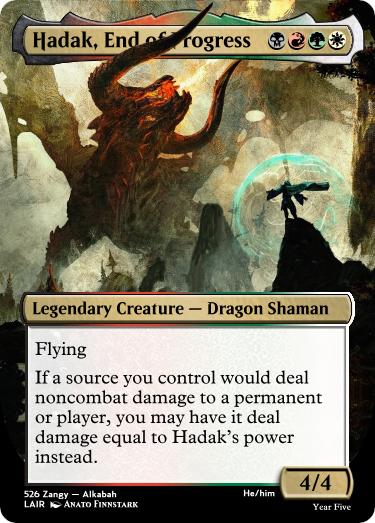 Hadak, End of Progress
Legendary Creature — Dragon Shaman
Flying
If a source you control would deal
noncombat damage to a permanent
or player, you may have it deal
damage equal to Hadak's power
instead.
4/4
526 Zangy — Alkabah
He/him
LAIR Anato Finnstark
Year Five